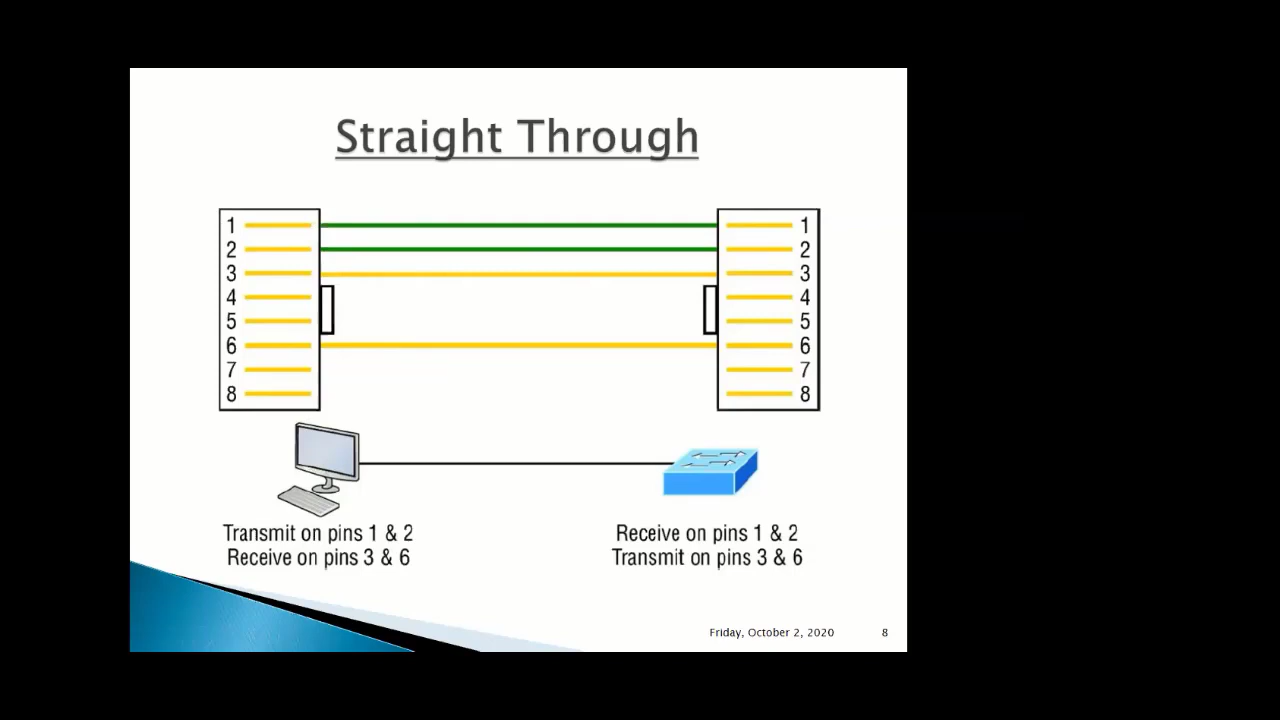 Straight Through
1 1
2 2
3 3
4 4
5 5
6 6
7 7
8 8
Transmit on pins 1 & 2
Receive on pins 3 & 6
Receive on pins 1 & 2
Transmit on pins 3 & 6
Friday, October 2, 2020 8